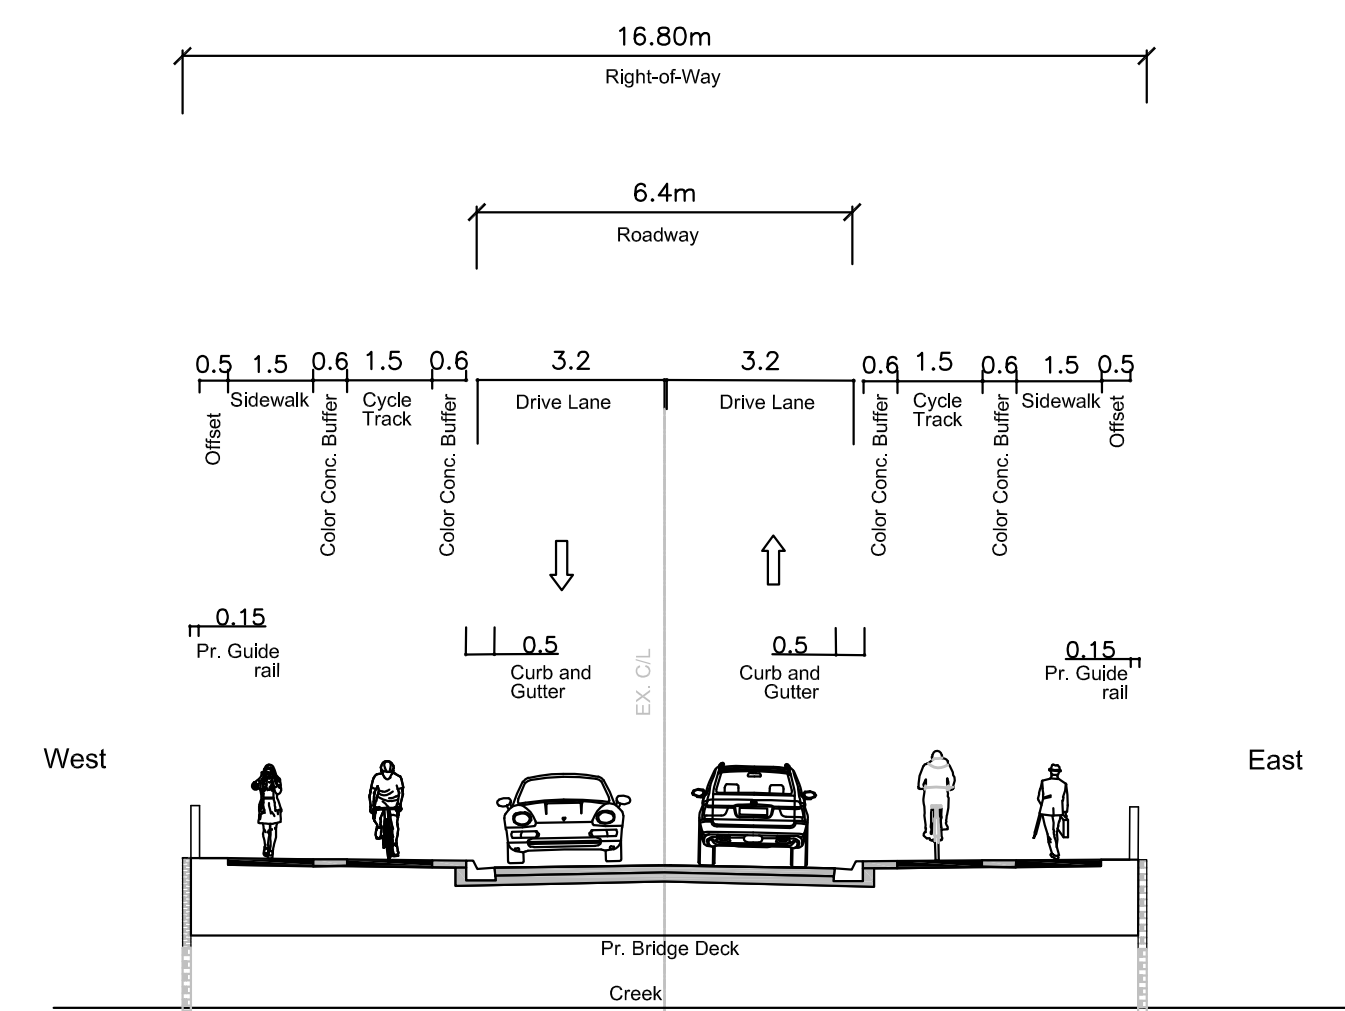 16.80m
Right-of-Way
6.4m
Roadway
0.5 1.5 0.6 1.5 0.6 3.2 3.2 0.6 1.5 0.6 1.5 0.5
Offset
Sidewalk
Color Conc. Buffer
Cycle
Track
Color Conc. Buffer
Drive Lane
Drive Lane
Color Conc. Buffer
Cycle
Track
Color Conc. Buffer
Sidewalk
Offset
0.15
Pr. Guide
rail
0.5
Curb and
Gutter
EX. C/L
0.5
Curb and
Gutter
0.15
Pr. Guide
rail
West
East
Pr. Bridge Deck
Creek